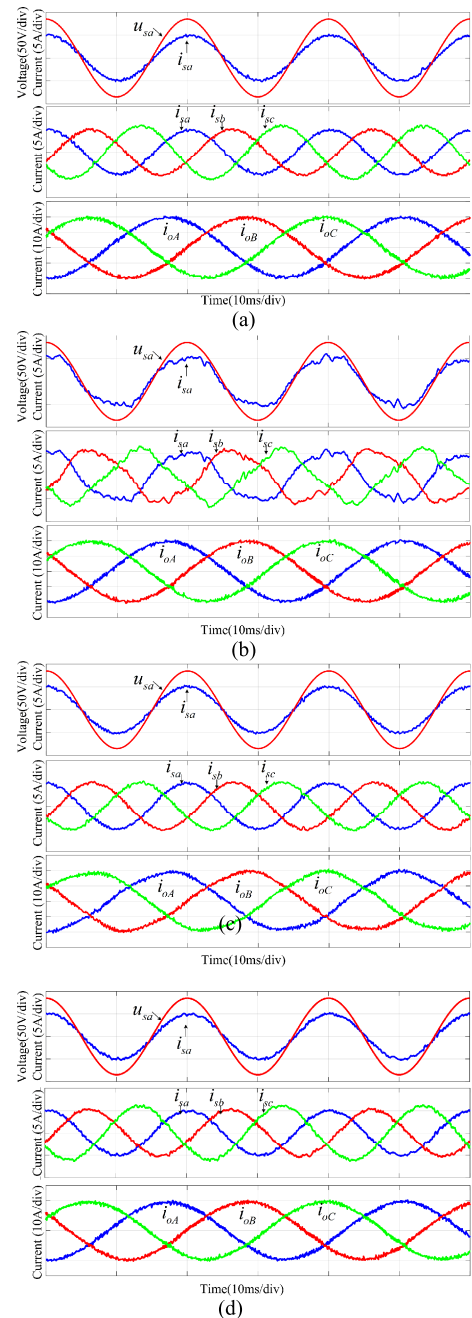 Voltage(50V/div)
Current (5A/div)
u_sa
i_sa
Current (5A/div)
i_sa i_sb i_sc
Current (10A/div)
i_oA i_oB i_oC
Time(10ms/div)
(a)
Voltage(50V/div)
Current (5A/div)
u_sa
i_sa
Current (5A/div)
i_sa i_sb i_sc
Current (10A/div)
i_oA i_oB i_oC
Time(10ms/div)
(b)
Voltage(50V/div)
Current (5A/div)
u_sa
i_sa
Current (5A/div)
i_sa i_sb i_sc
Current (10A/div)
i_oA i_oB i_oC
(c)
Time(10ms/div)
Voltage(50V/div)
Current (5A/div)
u_sa
i_sa
Current (5A/div)
i_sa i_sb i_sc
Current (10A/div)
i_oA i_oB i_oC
Time(10ms/div)
(d)